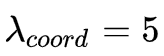 λ_coord = 5